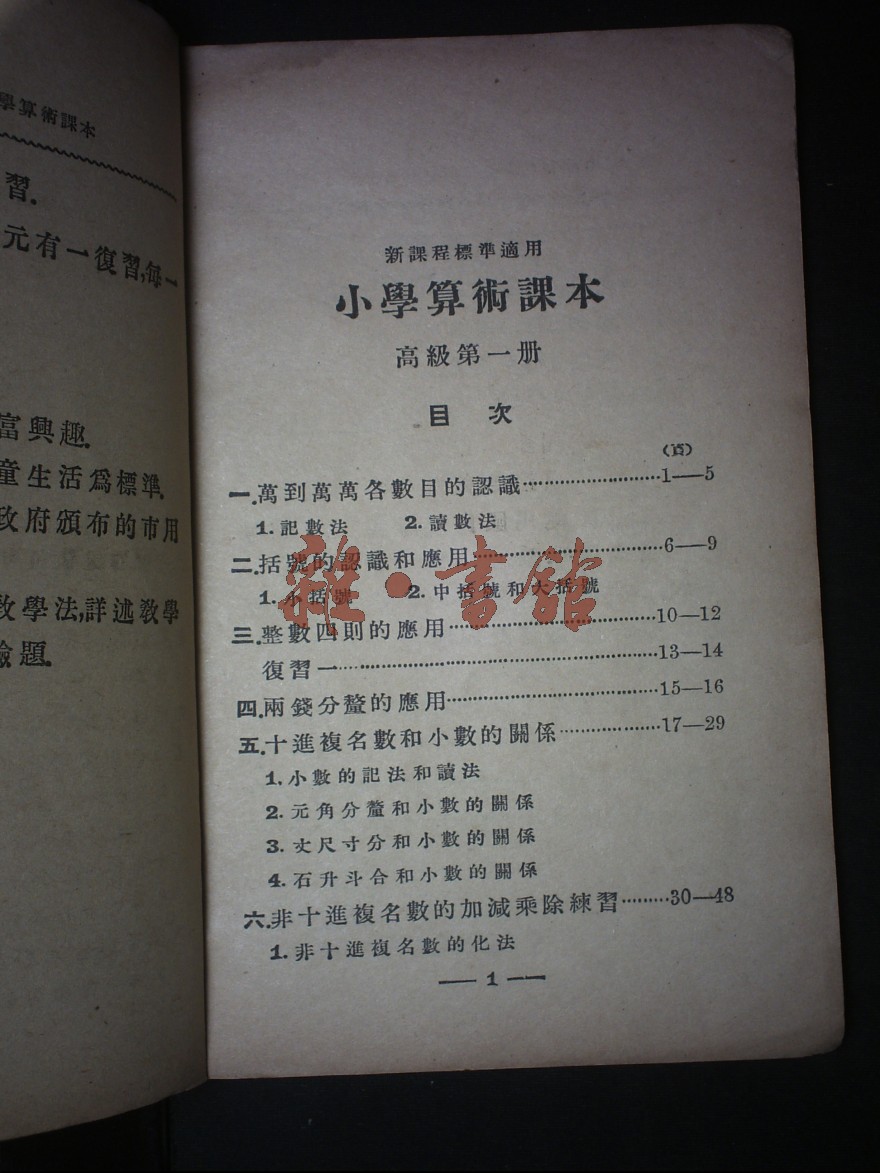 學算術課本
習.
元有一復習,每一
富興趣.
童生活爲標準.
政府頒布的市用
教學法,詳述教學
驗題.
新課程標準適用
小學算術課本
高級第一册
目 次
(頁)
一.萬到萬萬各數目的認識……1—5
1.記數法 2.讀數法
二.括號的認識和應用……6—9
1.小括號 2.中括號和大括號
三.整數四則的應用……10—12
復習一……13—14
四.兩錢分釐的應用……15—16
五.十進複名數和小數的關係……17—29
1.小數的記法和讀法
2.元角分釐和小數的關係
3.丈尺寸分和小數的關係
4.石升斗合和小數的關係
六.非十進複名數的加減乘除練習……30—48
1.非十進複名數的化法
— 1 —
雜·書館